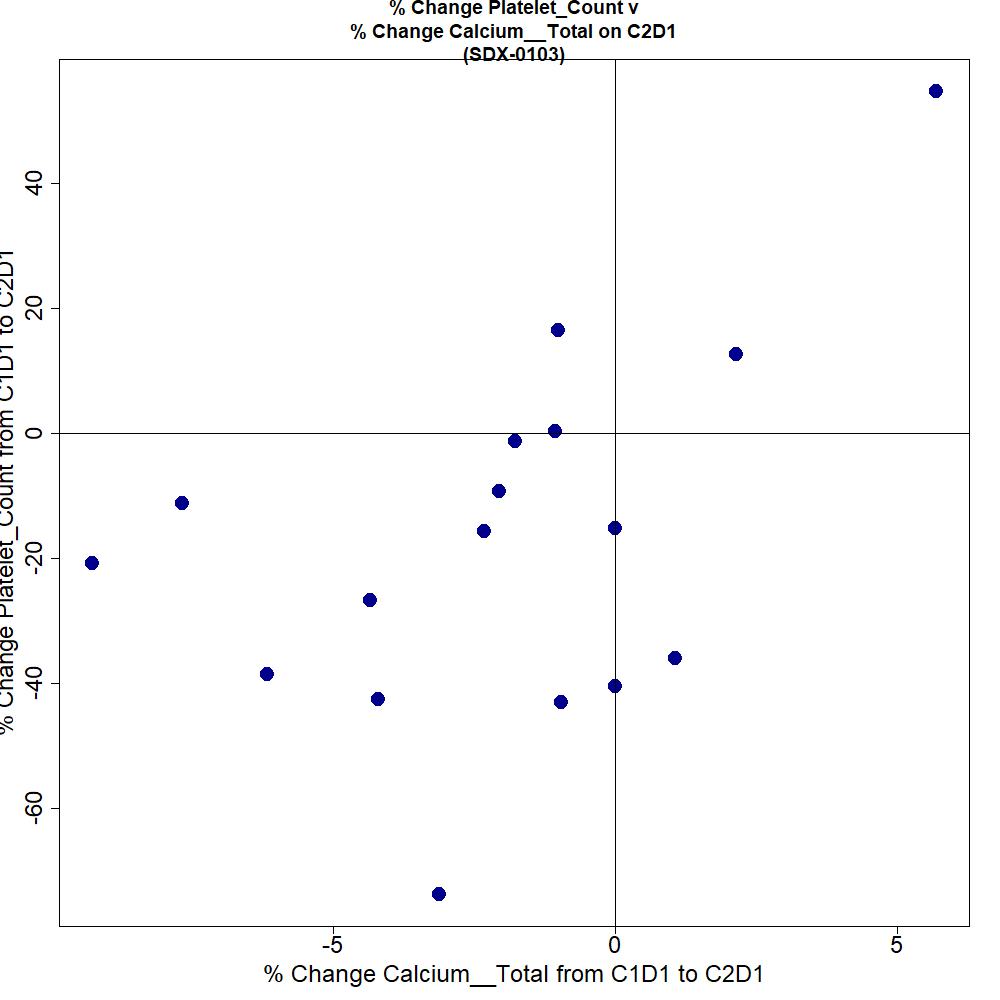 % Change Platelet_Count v
% Change Calcium__Total on C2D1
(SDX-0103)
% Change Platelet_Count from C1D1 to C2D1
40
20
0
-20
-40
-60
-5
0
5
% Change Calcium__Total from C1D1 to C2D1